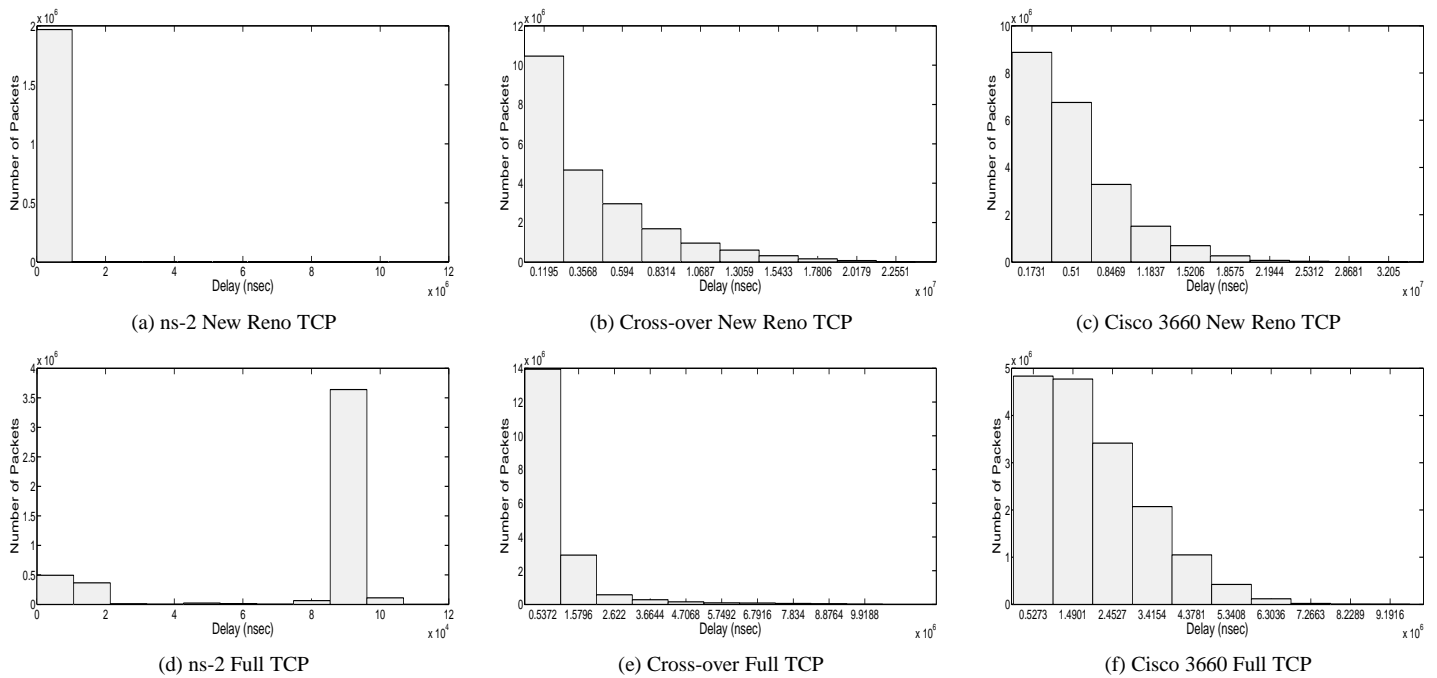 x 10^6
2
1.5
1
0.5
0
Number of Packets
0 2 4 6 8 10 12
Delay (nsec)
x 10^6
(a) ns-2 New Reno TCP
x 10^6
12
10
8
6
4
2
0
Number of Packets
0.1195 0.3568 0.594 0.8314 1.0687 1.3059 1.5433 1.7806 2.0179 2.2551
Delay (nsec)
x 10^7
(b) Cross-over New Reno TCP
x 10^6
10
8
6
4
2
0
Number of Packets
0.1731 0.51 0.8469 1.1837 1.5206 1.8575 2.1944 2.5312 2.8681 3.205
Delay (nsec)
x 10^7
(c) Cisco 3660 New Reno TCP
x 10^6
4
3.5
3
2.5
2
1.5
1
0.5
0
Number of Packets
0 2 4 6 8 10 12
Delay (nsec)
x 10^4
(d) ns-2 Full TCP
x 10^6
14
12
10
8
6
4
2
0
Number of Packets
0.5372 1.5796 2.622 3.6644 4.7068 5.7492 6.7916 7.834 8.8764 9.9188
Delay (nsec)
x 10^6
(e) Cross-over Full TCP
x 10^6
5
4
3
2
1
0
Number of Packets
0.5273 1.4901 2.4527 3.4154 4.3781 5.3408 6.3036 7.2663 8.2289 9.1916
Delay (nsec)
x 10^6
(f) Cisco 3660 Full TCP